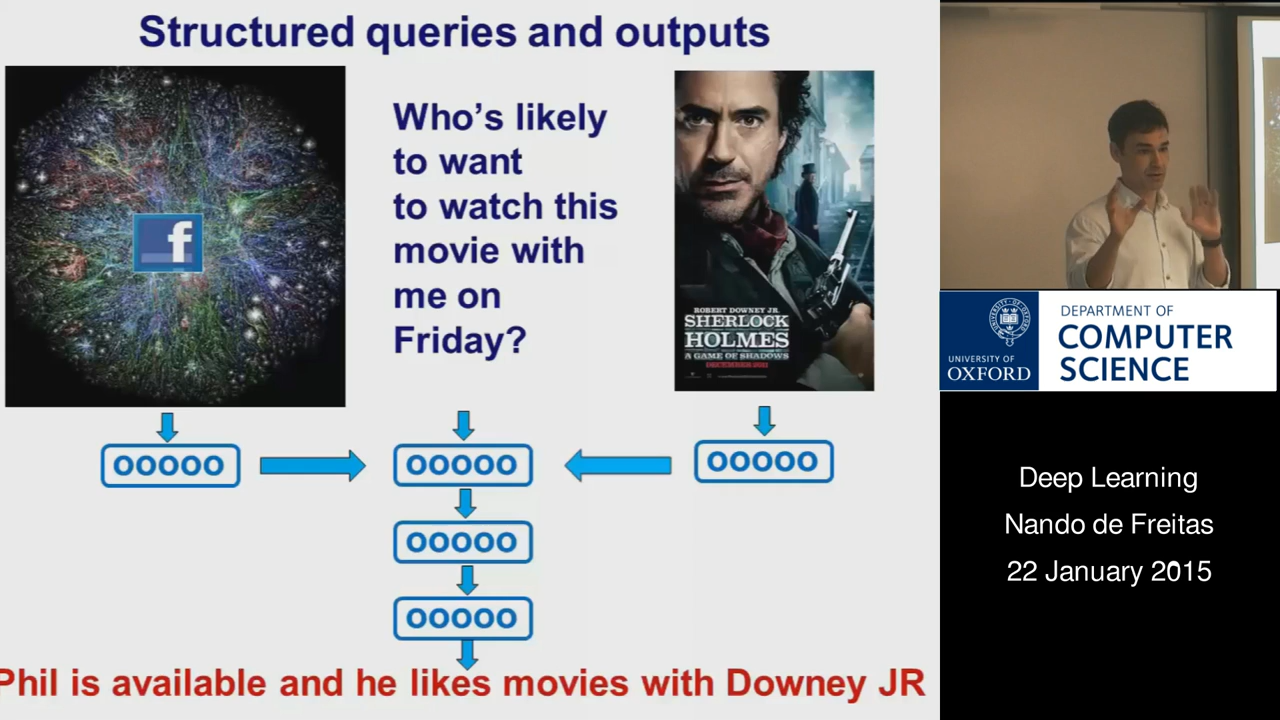 Structured queries and outputs
f
Who's likely
to want
to watch this
movie with
me on
Friday?
ROBERT DOWNEY JR.
SHERLOCK
HOLMES
A GAME OF SHADOWS
OOOOO
OOOOO
OOOOO
OOOOO
OOOOO
Phil is available and he likes movies with Downey JR
UNIVERSITY OF
OXFORD
DEPARTMENT OF
COMPUTER
SCIENCE
Deep Learning
Nando de Freitas
22 January 2015